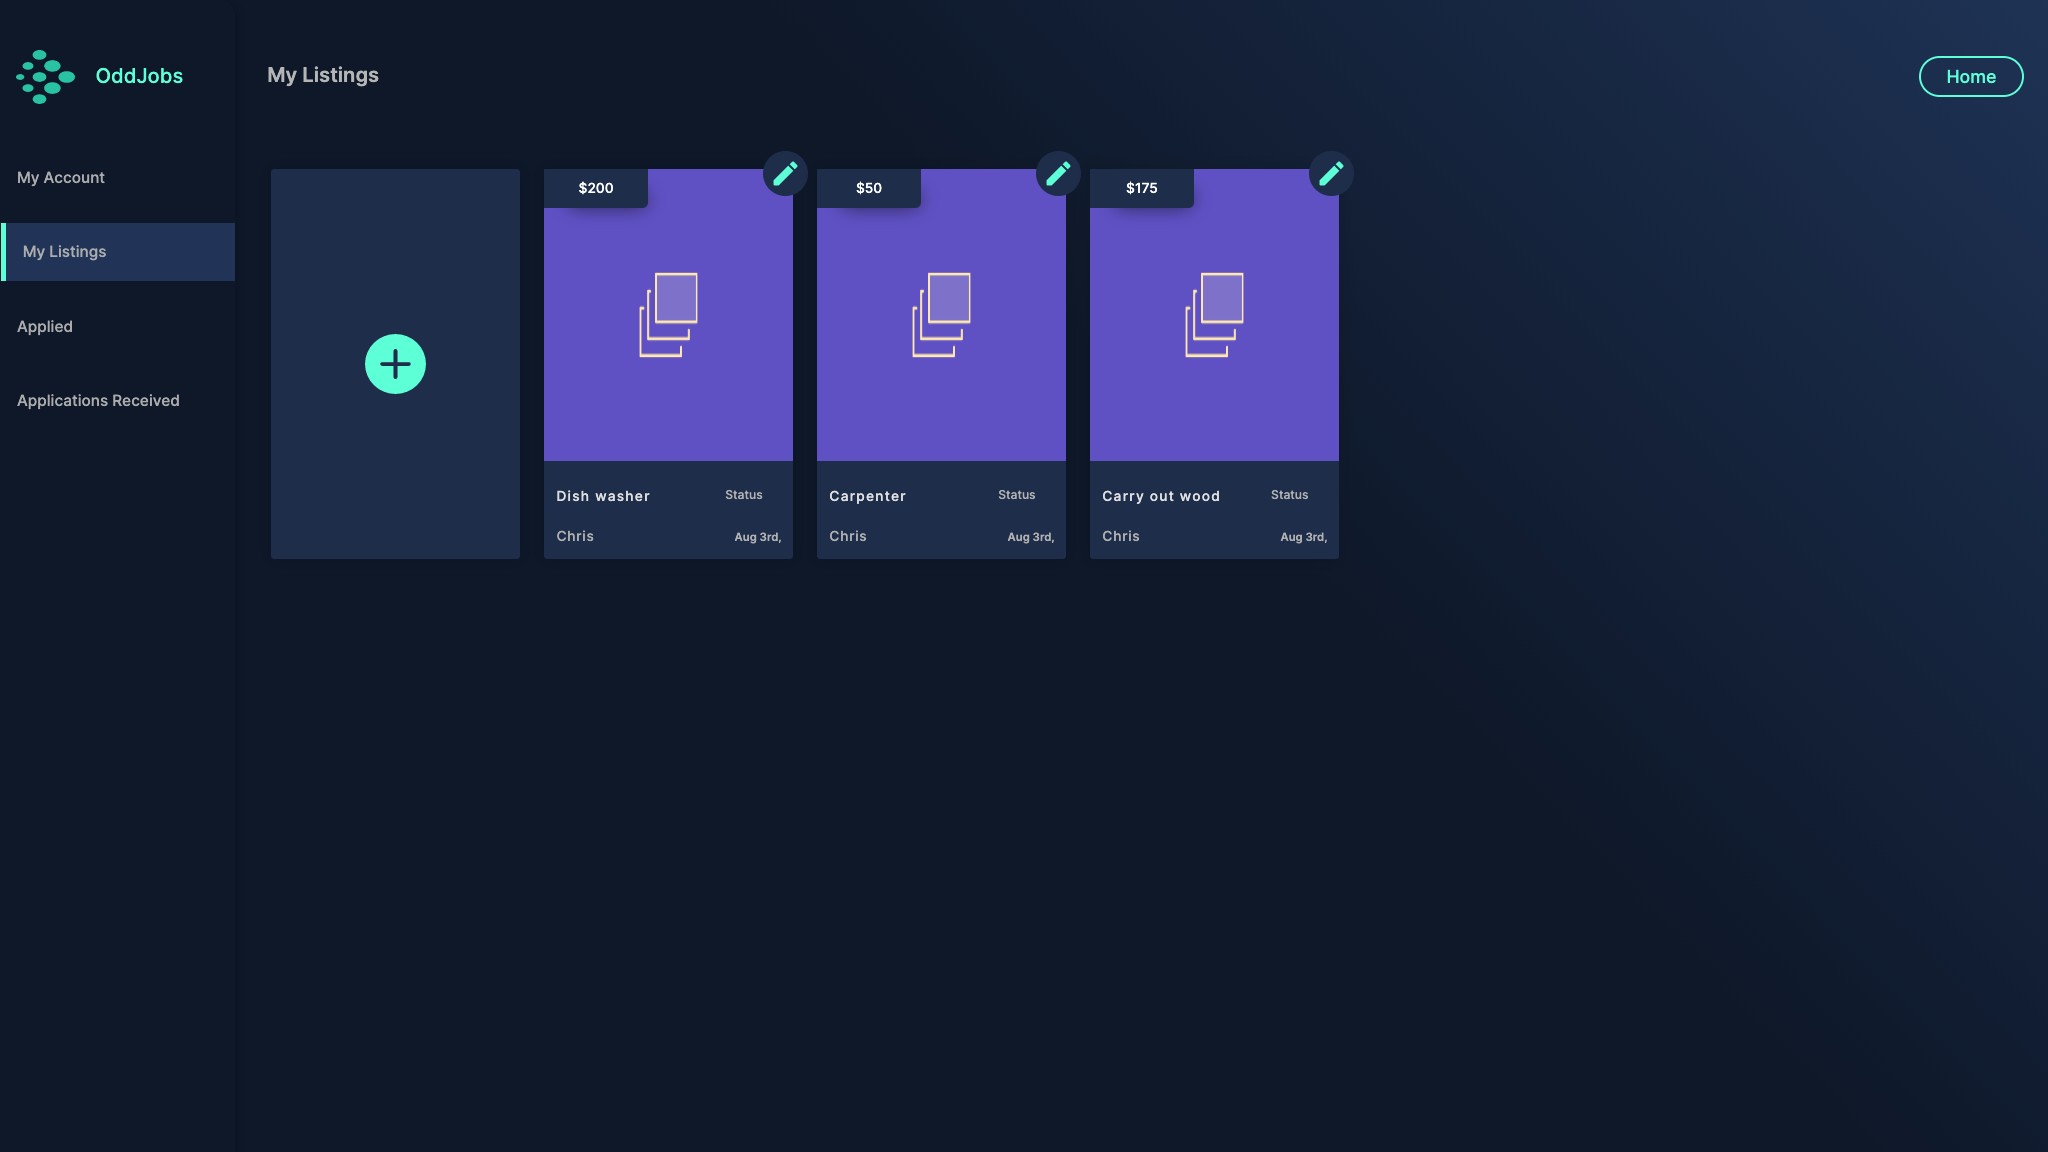 OddJobs
My Account
My Listings
Applied
Applications Received
My Listings
Home
$200
Dish washer
Status
Chris
Aug 3rd,
$50
Carpenter
Status
Chris
Aug 3rd,
$175
Carry out wood
Status
Chris
Aug 3rd,